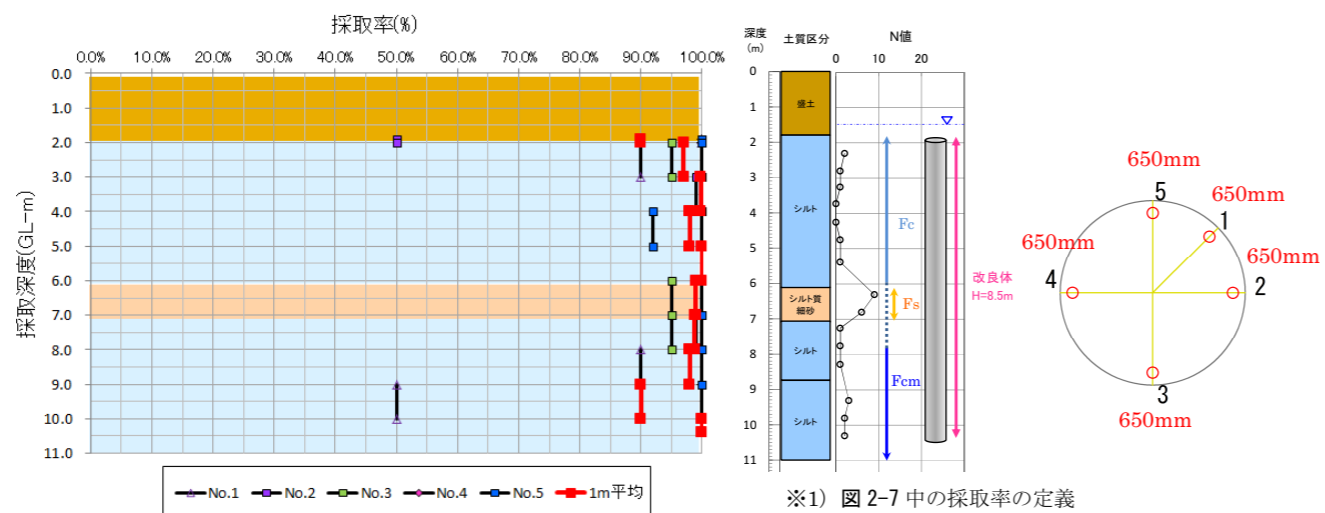 採取率(%)
0.0% 10.0% 20.0% 30.0% 40.0% 50.0% 60.0% 70.0% 80.0% 90.0% 100.0%
採取深度(GL-m)
0.0
1.0
2.0
3.0
4.0
5.0
6.0
7.0
8.0
9.0
10.0
11.0
No.1 No.2 No.3 No.4 No.5 1m平均
深度
(m)
土質区分
N値
0 10 20
0
1
2
3
4
5
6
7
8
9
10
11
盛土
シルト
シルト質
細砂
シルト
シルト
Fc
Fs
Fcm
改良体
H=8.5m
※1) 図 2-7 中の採取率の定義
650mm
5
650mm
1
650mm
2
650mm
4
3
650mm